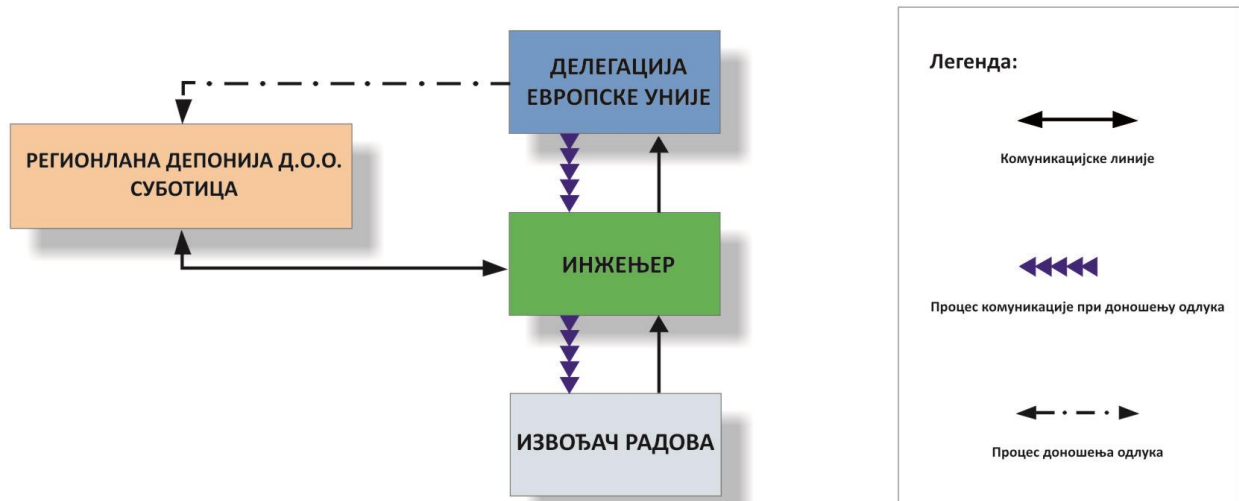 ДЕЛЕГАЦИЈА
ЕВРОПСКЕ УНИЈЕ
РЕГИОНЛАНА ДЕПОНИЈА Д.О.О.
СУБОТИЦА
ИНЖЕЊЕР
ИЗВОЂАЧ РАДОВА
Легенда:
Комуникацијске линије
Процес комуникације при доношењу одлука
Процес доношења одлука